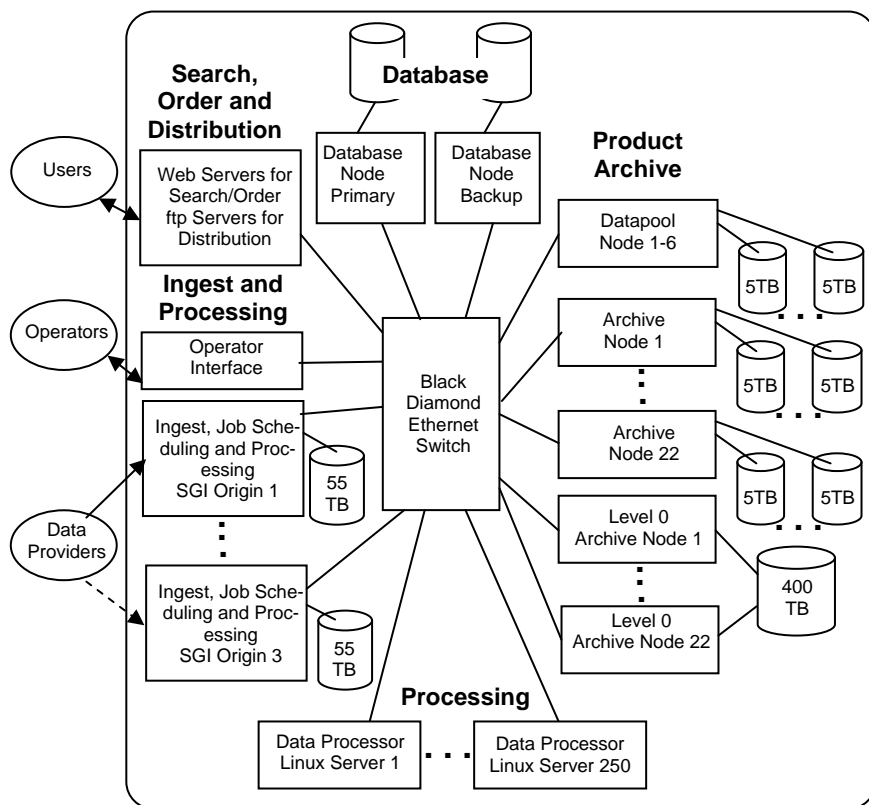 Search,
Order and
Distribution
Database
Users
Web Servers for
Search/Order
ftp Servers for
Distribution
Database
Node
Primary
Database
Node
Backup
Product
Archive
Datapool
Node 1-6
5TB
5TB
. . .
Ingest and
Processing
Operators
Operator
Interface
Black
Diamond
Ethernet
Switch
Archive
Node 1
5TB
5TB
. . .
Ingest, Job Sche-
duling and Proc-
essing
SGI Origin 1
55
TB
Archive
Node 22
5TB
5TB
. . .
Data
Providers
Level 0
Archive Node 1
400
TB
Ingest, Job Sche-
duling and Proc-
essing
SGI Origin 3
55
TB
Level 0
Archive Node 22
Processing
Data Processor
Linux Server 1
. . .
Data Processor
Linux Server 250